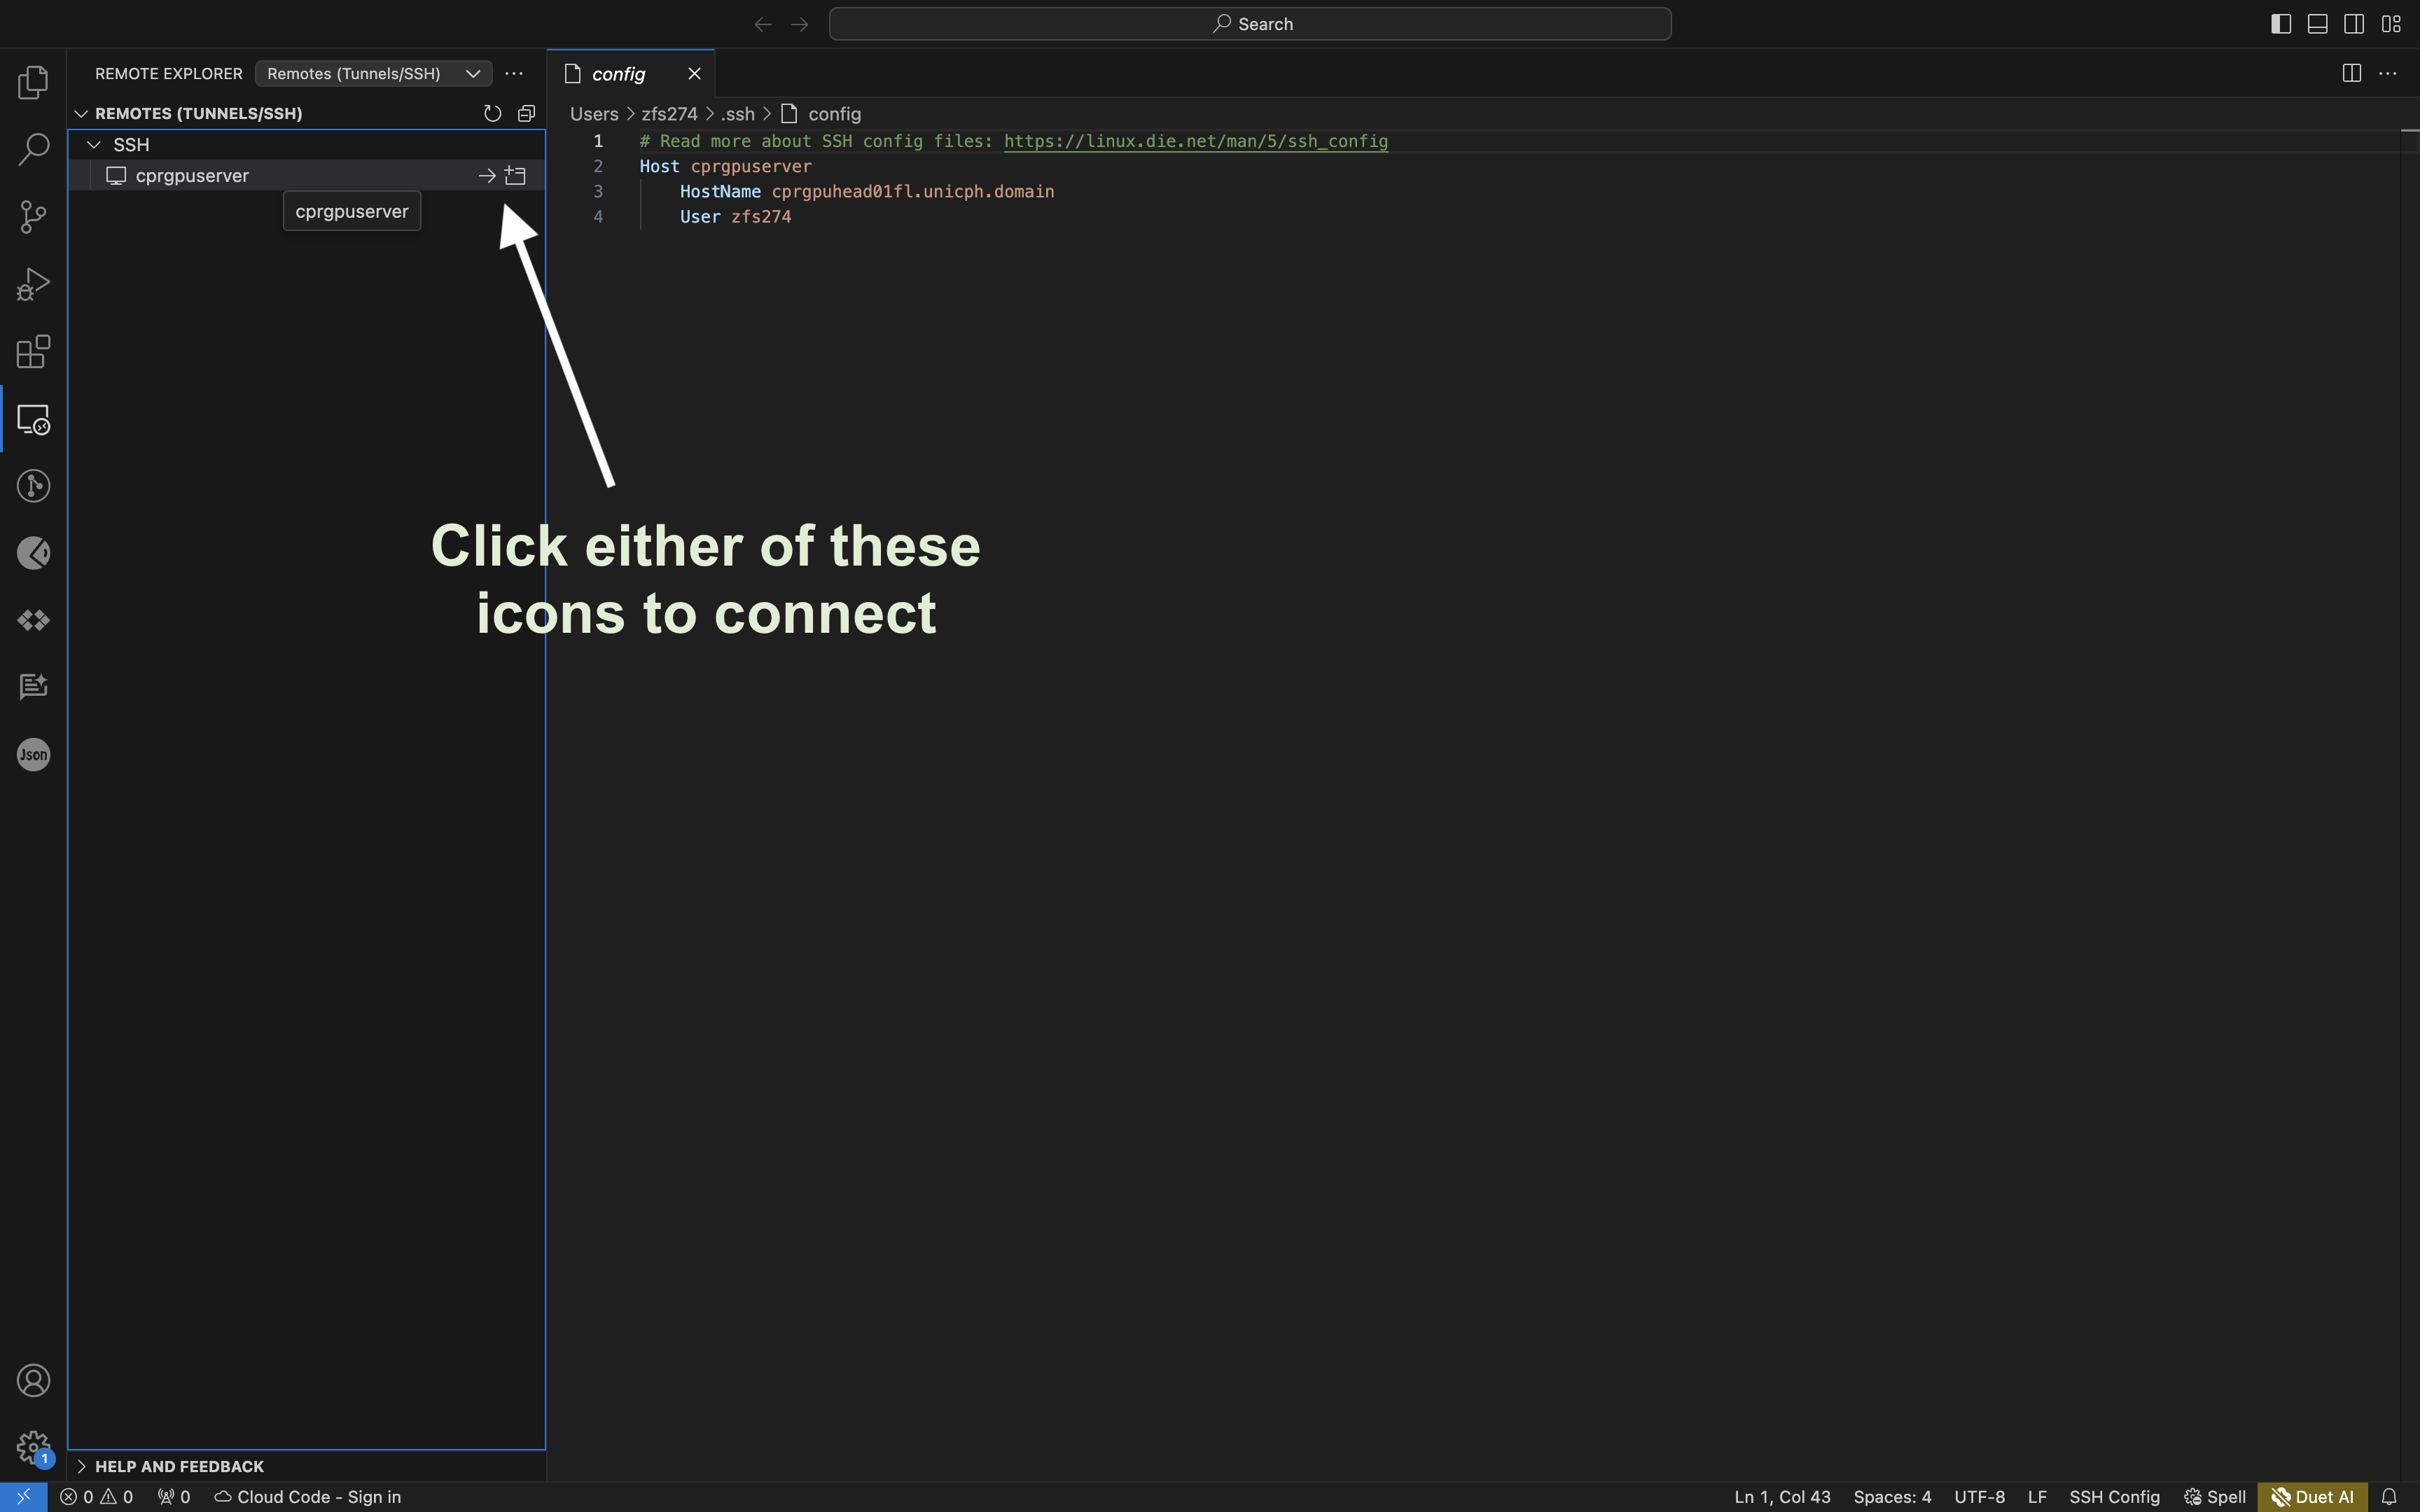 Search
REMOTE EXPLORER Remotes (Tunnels/SSH)
config
REMOTES (TUNNELS/SSH)
Users > zfs274 > .ssh > config
SSH
cprgpuserver
cprgpuserver
1 # Read more about SSH config files: https://linux.die.net/man/5/ssh_config
2 Host cprgpuserver
3 HostName cprgpuhead01fl.unicph.domain
4 User zfs274
Click either of these
icons to connect
Json
1
HELP AND FEEDBACK
0 0 0 Cloud Code - Sign in Ln 1, Col 43 Spaces: 4 UTF-8 LF SSH Config Spell Duet AI